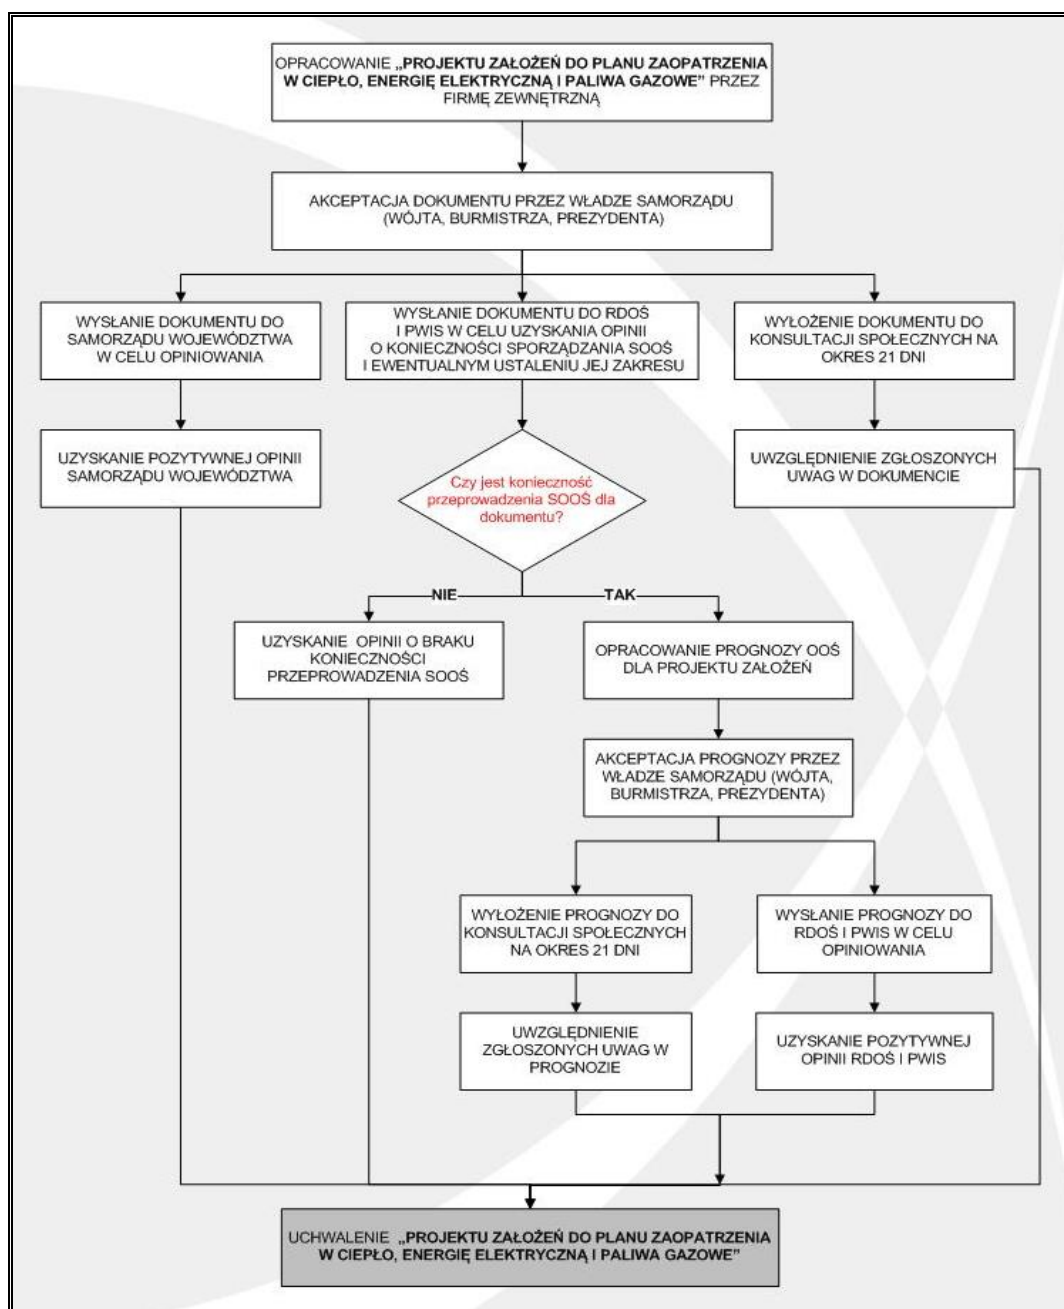 OPRACOWANIE „PROJEKTU ZAŁOŻEŃ DO PLANU ZAOPATRZENIA
W CIEPŁO, ENERGIĘ ELEKTRYCZNĄ I PALIWA GAZOWE” PRZEZ
FIRMĘ ZEWNĘTRZNĄ
AKCEPTACJA DOKUMENTU PRZEZ WŁADZE SAMORZĄDU
(WÓJTA, BURMISTRZA, PREZYDENTA)
WYSŁANIE DOKUMENTU DO
SAMORZĄDU WOJEWÓDZTWA
W CELU OPINIOWANIA
WYSŁANIE DOKUMENTU DO RDOŚ
I PWIS W CELU UZYSKANIA OPINII
O KONIECZNOŚCI SPORZĄDZANIA SOOŚ
I EWENTUALNYM USTALENIU JEJ ZAKRESU
WYŁOŻENIE DOKUMENTU DO
KONSULTACJI SPOŁECZNYCH NA
OKRES 21 DNI
UZYSKANIE POZYTYWNEJ OPINII
SAMORZĄDU WOJEWÓDZTWA
Czy jest konieczność
przeprowadzenia SOOŚ dla
dokumentu?
UWZGLĘDNIENIE ZGŁOSZONYCH
UWAG W DOKUMENCIE
NIE
TAK
UZYSKANIE OPINII O BRAKU
KONIECZNOŚCI
PRZEPROWADZENIA SOOŚ
OPRACOWANIE PROGNOZY OOŚ
DLA PROJEKTU ZAŁOŻEŃ
AKCEPTACJA PROGNOZY PRZEZ
WŁADZE SAMORZĄDU (WÓJTA,
BURMISTRZA, PREZYDENTA)
WYŁOŻENIE PROGNOZY DO
KONSULTACJI SPOŁECZNYCH
NA OKRES 21 DNI
WYSŁANIE PROGNOZY DO
RDOŚ I PWIS W CELU
OPINIOWANIA
UWZGLĘDNIENIE
ZGŁOSZONYCH UWAG W
PROGNOZIE
UZYSKANIE POZYTYWNEJ
OPINII RDOŚ I PWIS
UCHWALENIE „PROJEKTU ZAŁOŻEŃ DO PLANU ZAOPATRZENIA
W CIEPŁO, ENERGIĘ ELEKTRYCZNĄ I PALIWA GAZOWE”